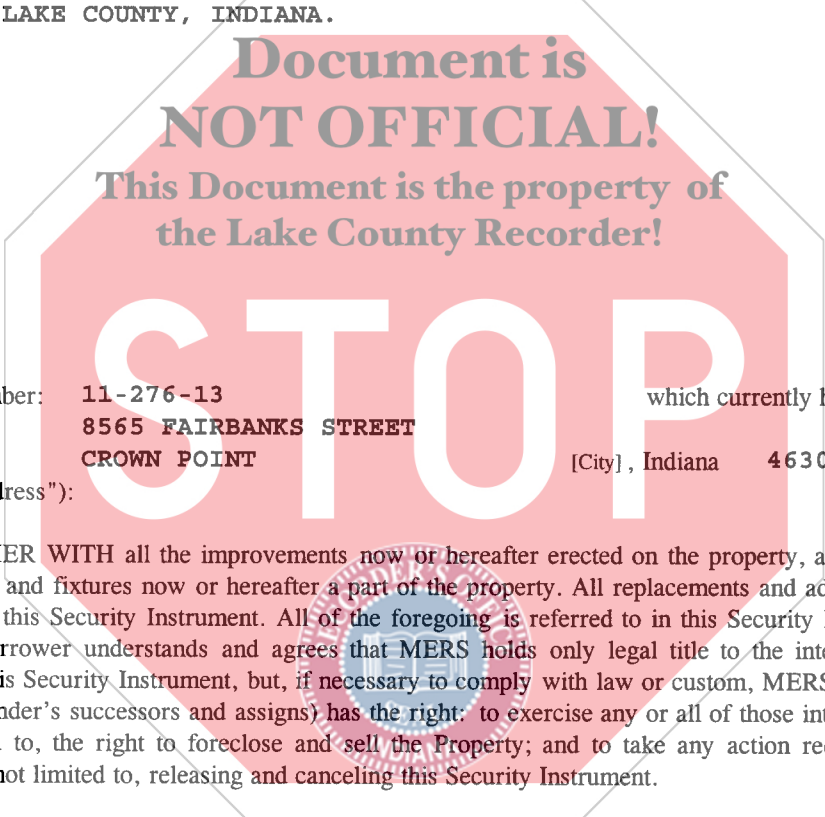 LAKE COUNTY, INDIANA.
Document is
NOT OFFICIAL!
This Document is the property of
the Lake County Recorder!
STOP
ber: 11-276-13 which currently h
8565 FAIRBANKS STREET
CROWN POINT [City] , Indiana 4630
dress"):
ER WITH all the improvements now or hereafter erected on the property, a
and fixtures now or hereafter a part of the property. All replacements and ad
this Security Instrument. All of the foregoing is referred to in this Security
rrower understands and agrees that MERS holds only legal title to the inte
is Security Instrument, but, if necessary to comply with law or custom, MERS
nder's successors and assigns) has the right: to exercise any or all of those int
to, the right to foreclose and sell the Property; and to take any action re
not limited to, releasing and canceling this Security Instrument.
INDIANA